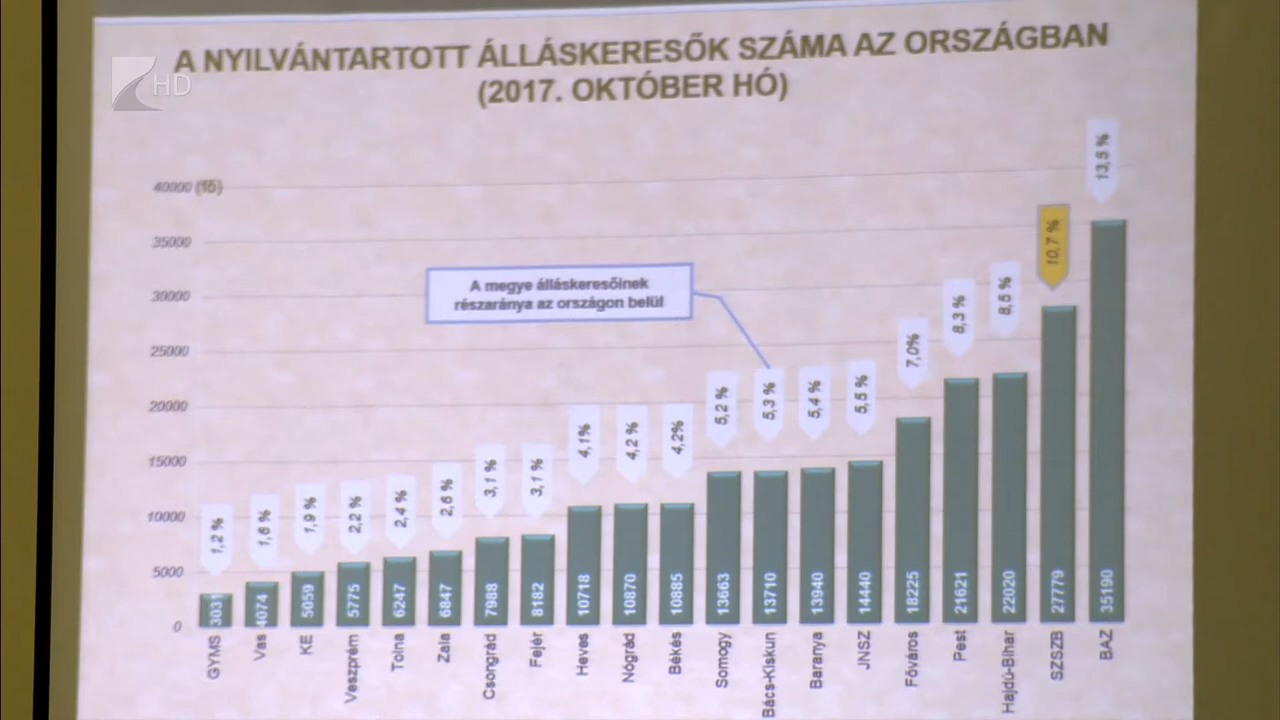 A NYILVÁNTARTOTT ÁLLÁSKERESŐK SZÁMA AZ ORSZÁGBAN
(2017. OKTÓBER HÓ)
HD
40000 (fő)
35000
30000
25000
20000
15000
10000
5000
0
A megye álláskeresőinek
részaránya az országon belül
1,2 %
1,6 %
1,9 %
2,2 %
2,4 %
2,6 %
3,1 %
3,1 %
4,1%
4,2 %
4,2%
5,2 %
5,3 %
5,4 %
5,5 %
7,0%
8,3 %
8,5 %
10,7 %
13,5 %
3031
4074
5059
5775
6247
6847
7988
8182
10718
10870
10885
13663
13710
13940
14440
18225
21621
22020
27779
35190
GYMS
Vas
KE
Veszprém
Tolna
Zala
Csongrád
Fejér
Heves
Nógrád
Békés
Somogy
Bács-Kiskun
Baranya
JNSZ
Főváros
Pest
Hajdú-Bihar
SZSZB
BAZ